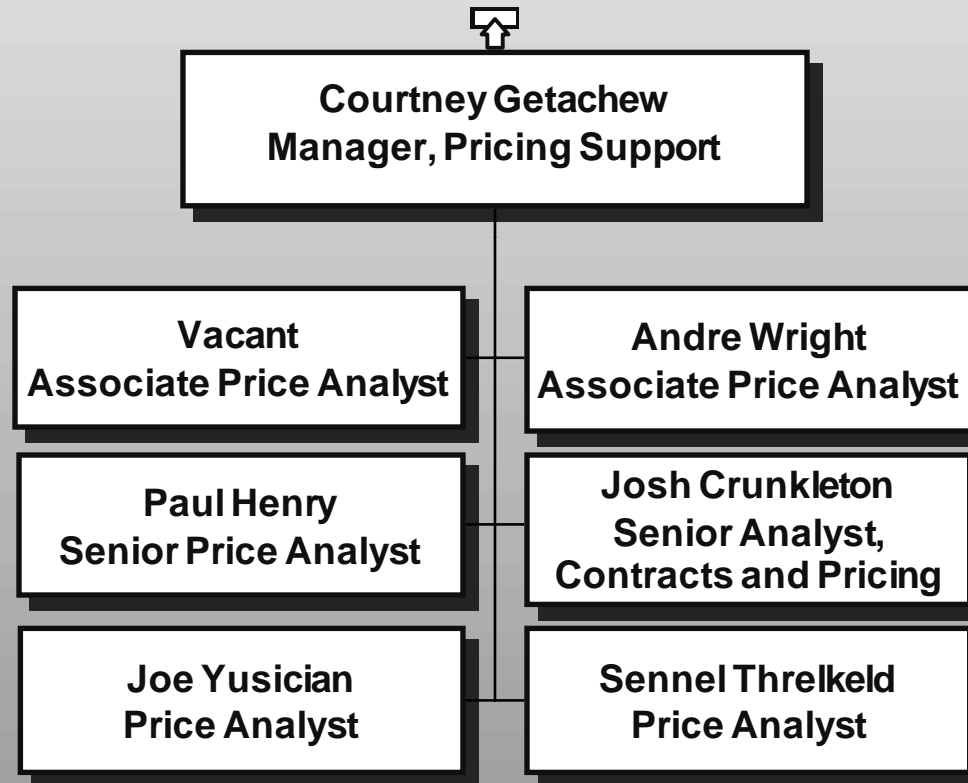 Courtney Getachew
Manager, Pricing Support
Vacant
Associate Price Analyst
Andre Wright
Associate Price Analyst
Paul Henry
Senior Price Analyst
Josh Crunkleton
Senior Analyst,
Contracts and Pricing
Joe Yusician
Price Analyst
Sennel Threlkeld
Price Analyst